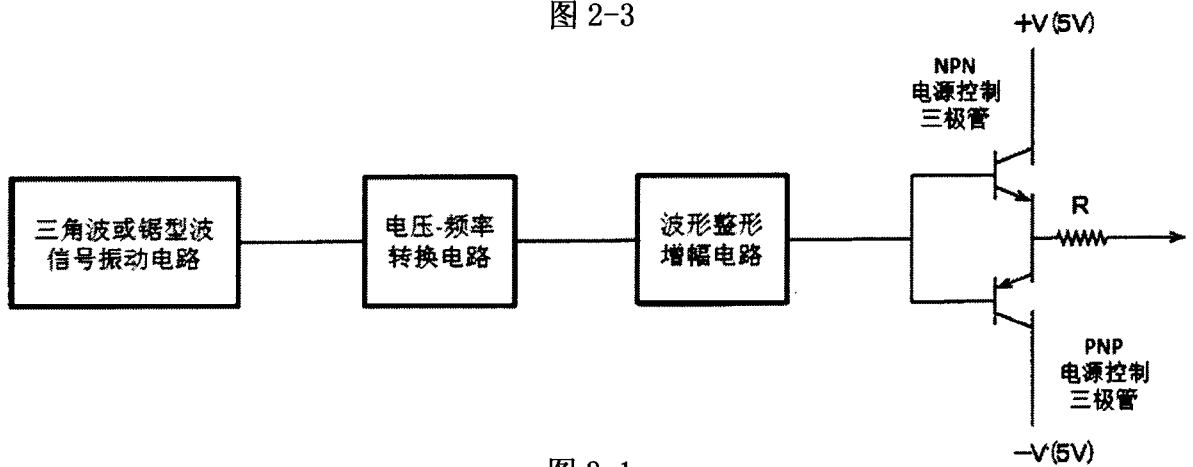 图 2-3
+V(5V)
NPN
电源控制
三极管
三角波或锯型波
信号振动电路
电压-频率
转换电路
波形整形
增幅电路
R
PNP
电源控制
三极管
-V(5V)